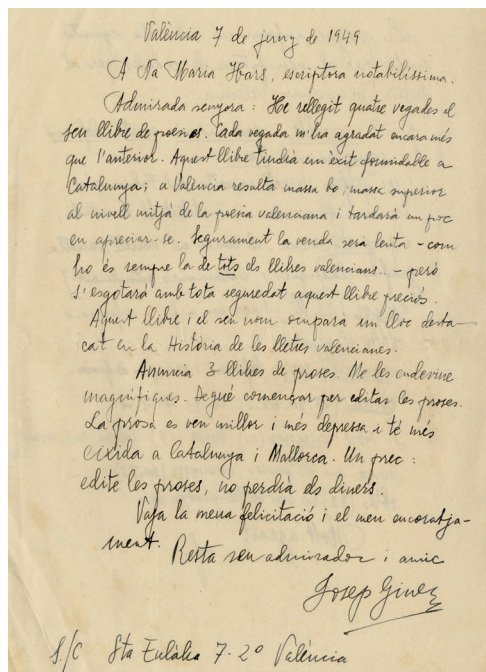 València 7 de juny de 1949
A Na Maria Ibars, escriptora notabilíssima.
Admirada senyora: He rellegit quatre vegades el
seu llibre de poesies. Cada vegada m'ha agradat encara més
que l'anterior. Aquest llibre tindria un èxit formidable a
Catalunya; a València resulta massa bo, massa superior
al nivell mitjà de la poesia valenciana i tardarà un poc
en apreciar-se. Segurament la venda serà lenta - com
ho és sempre la de tots els llibres valencians.. - però
s'esgotarà amb tota seguredat aquest llibre preciós.
Aquest llibre i el seu nom ocuparà un lloc desta-
cat en la Història de les lletres valencianes.
Anuncia 3 llibres de proses. Me les endevine
magnífiques. Degué començar per editar les proses.
La prosa es ven millor i més depressa i té més
eixida a Catalunya i Mallorca. Un prec:
edite les proses, no perdrà els diners.
Vaja la meua felicitació i el meu encoratja-
ment. Resta seu admirador i amic
Josep Giner
S/C Sta Eulàlia 7-2º València